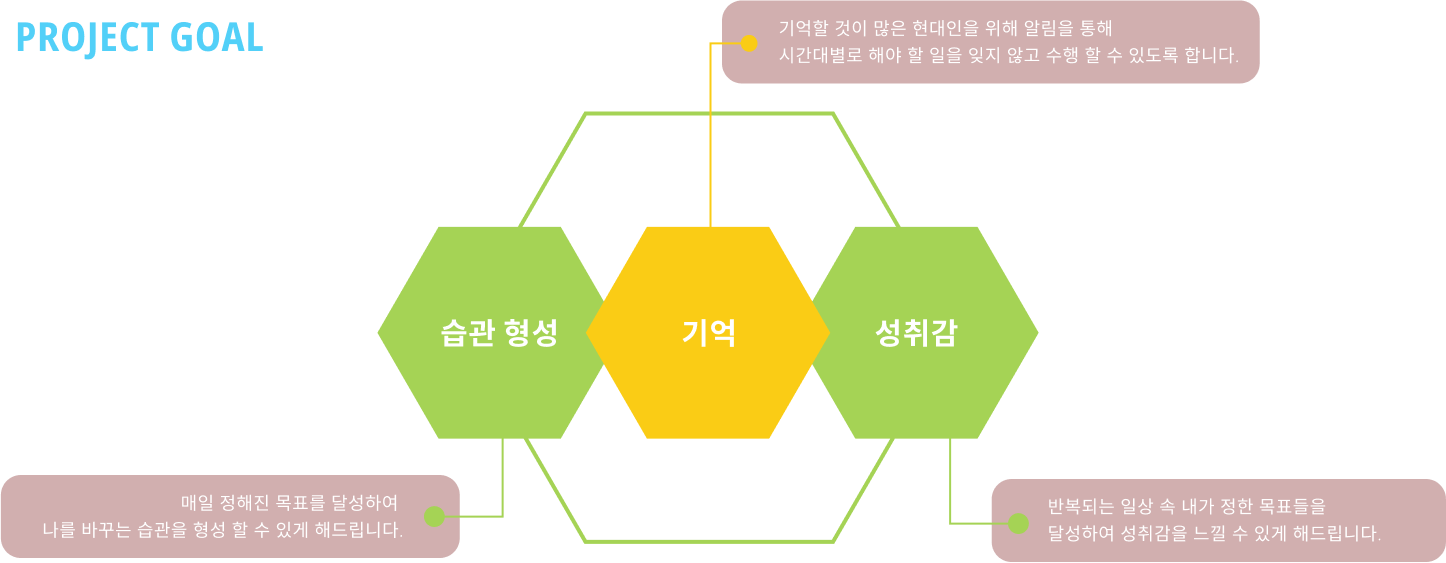 PROJECT GOAL
기억할 것이 많은 현대인을 위해 알림을 통해
시간대별로 해야 할 일을 잊지 않고 수행 할 수 있도록 합니다.
습관 형성
기억
성취감
매일 정해진 목표를 달성하여
나를 바꾸는 습관을 형성 할 수 있게 해드립니다.
반복되는 일상 속 내가 정한 목표들을
달성하여 성취감을 느낄 수 있게 해드립니다.